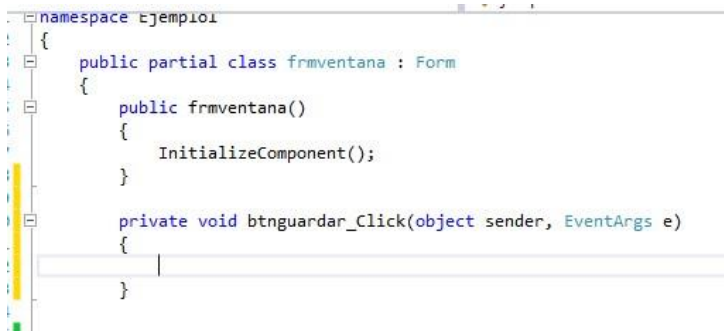 namespace Ejemplo1
{
public partial class frmventana : Form
{
public frmventana()
{
InitializeComponent();
}
private void btnguardar_Click(object sender, EventArgs e)
{
}